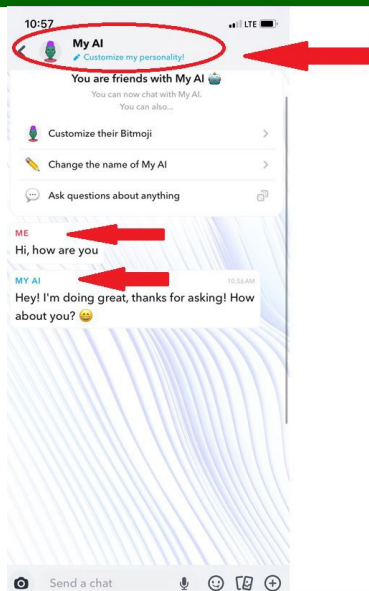 10:57
LTE
My AI
Customize my personality!
You are friends with My AI
You can now chat with My AI.
You can also...
Customize their Bitmoji
Change the name of My AI
Ask questions about anything
ME
Hi, how are you
MY AI
10:56 AM
Hey! I'm doing great, thanks for asking! How
about you? 😄
Send a chat